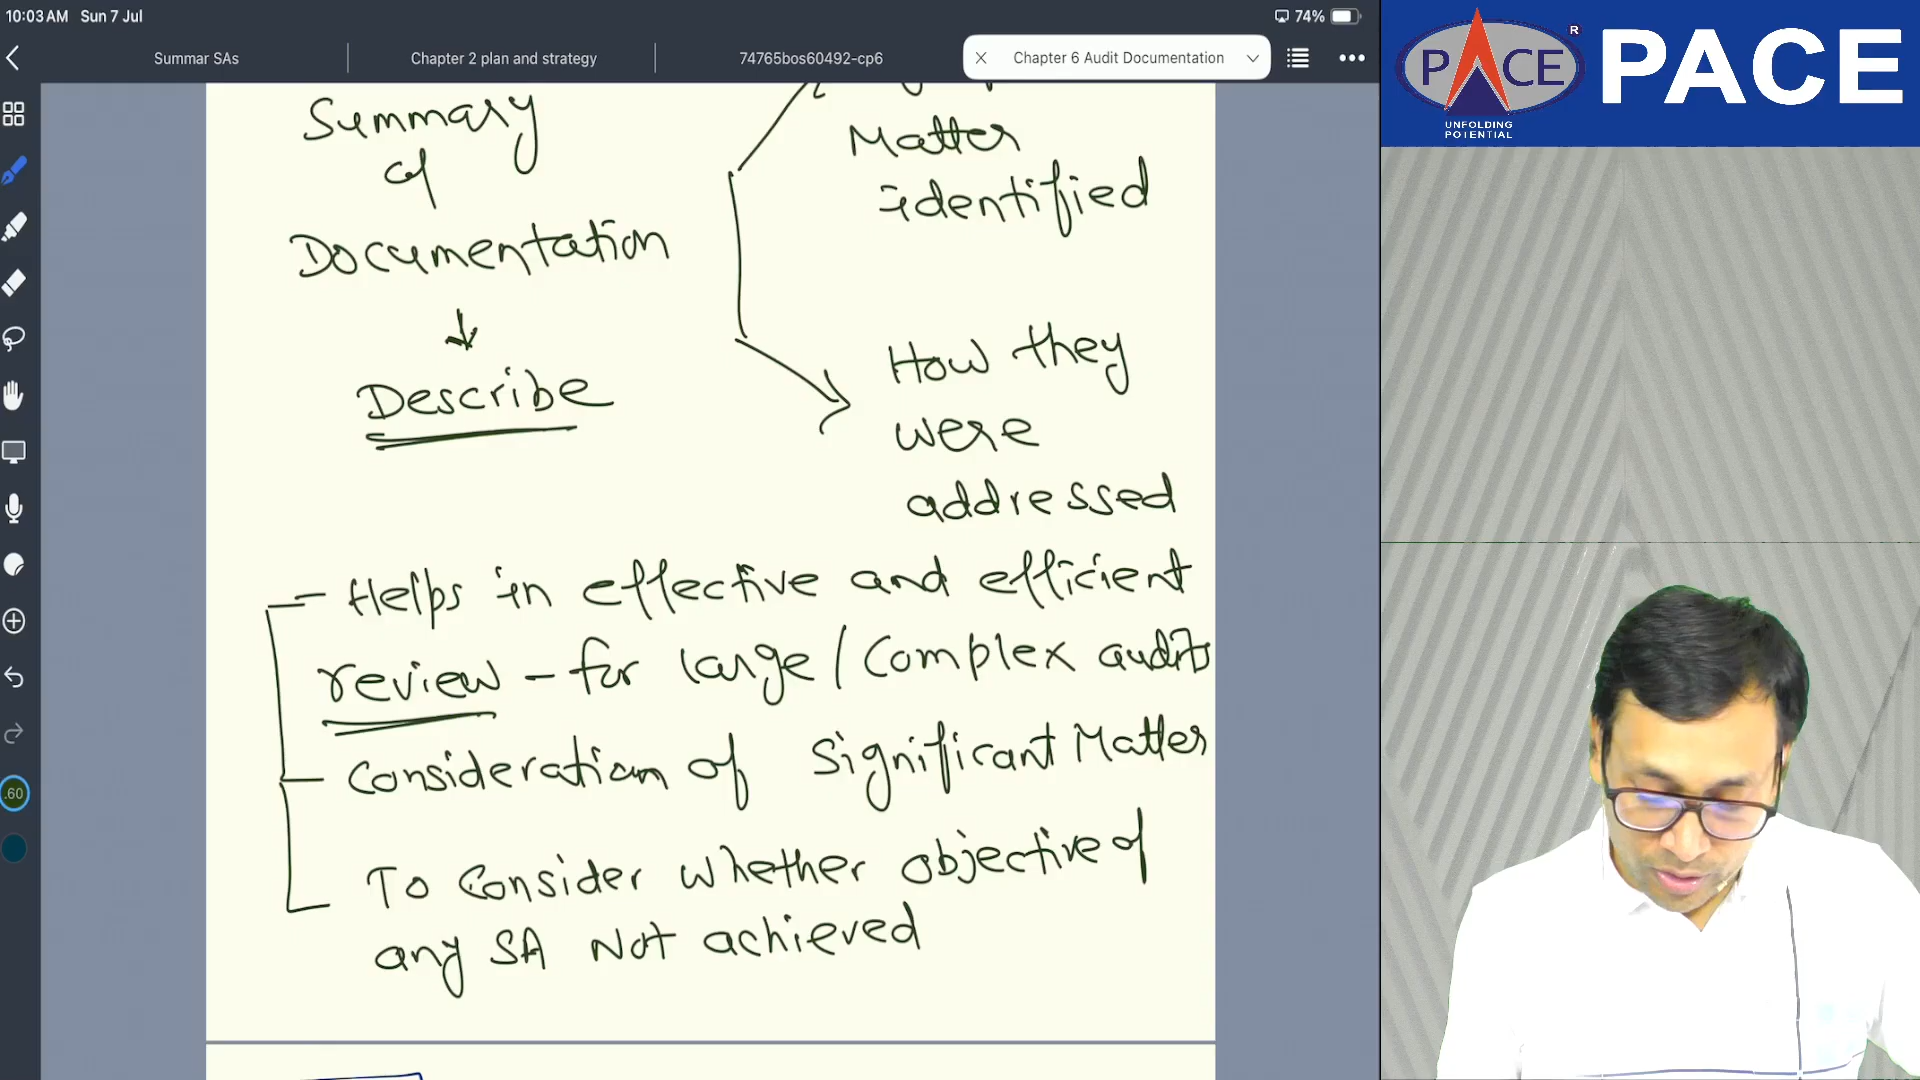 10:03 AM Sun 7 Jul
74%
Summar SAs
Chapter 2 plan and strategy
74765bos60492-cp6
Chapter 6 Audit Documentation
PACE
UNFOLDING
POTENTIAL
®
PACE
Summary
of
Documentation
Describe
Matter
identified
How they
were
addressed
- Helps in effective and efficient
review - for large / Complex audits
Consideration of Significant Matter
To Consider whether objective of
any SA Not achieved
.60